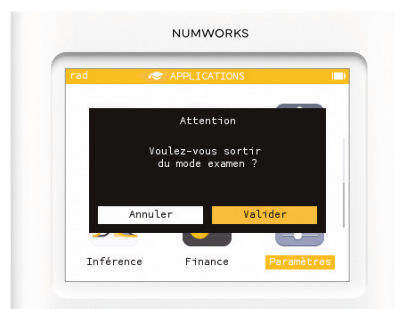 NUMWORKS
rad
APPLICATIONS
Attention
Voulez-vous sortir
du mode examen ?
Annuler
Valider
Inférence
Finance
Paramètres